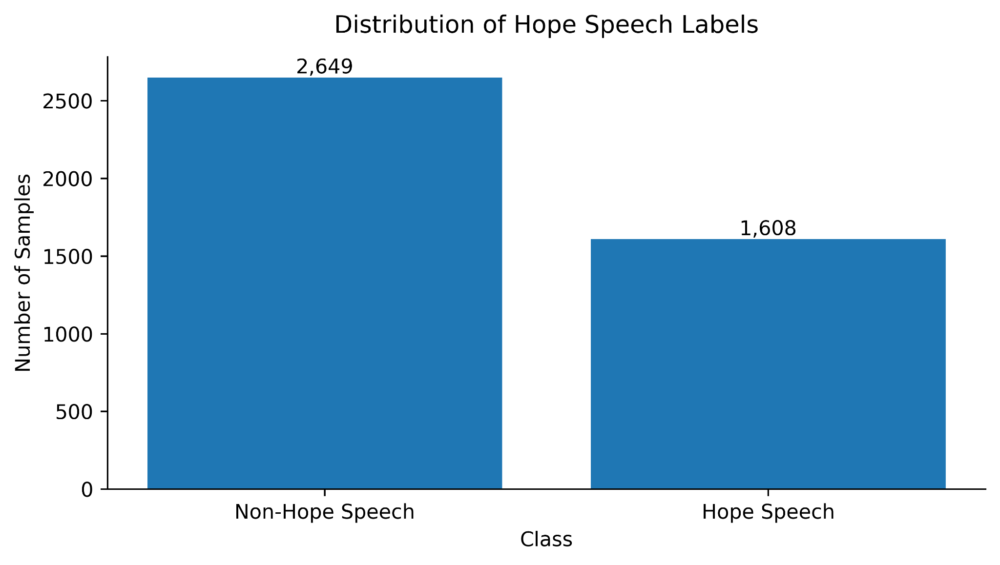 Distribution of Hope Speech Labels
Number of Samples
2500
2000
1500
1000
500
0
2,649
1,608
Non-Hope Speech
Hope Speech
Class